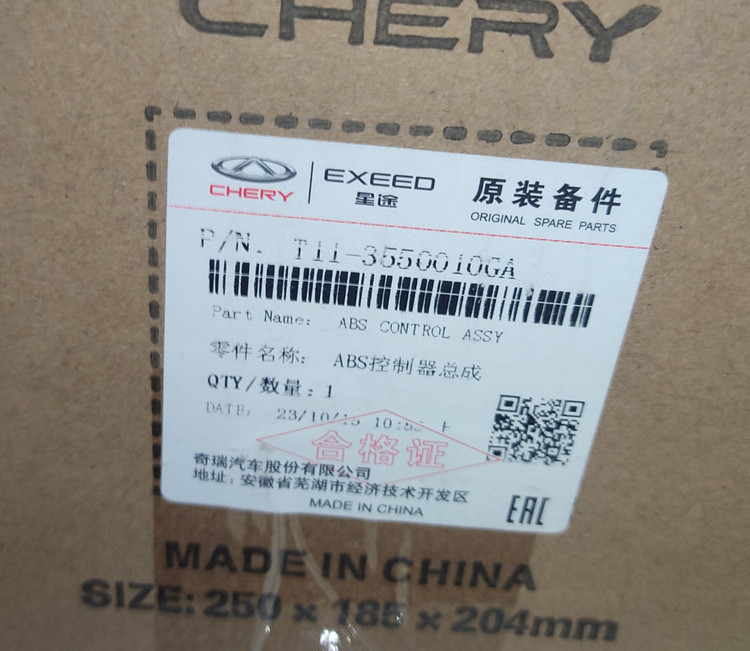 CHERY
CHERY EXEED 星途 原装备件
ORIGINAL SPARE PARTS
P/N. T11-3550010GA
Part Name: ABS CONTROL ASSY
零件名称: ABS控制器总成
QTY/数量: 1
DATE: 23/10/
合格证
奇瑞汽车股份有限公司
地址: 安徽省芜湖市经济技术开发区
MADE IN CHINA
EAC
MADE IN CHINA
SIZE: 250 x 185 x 204mm